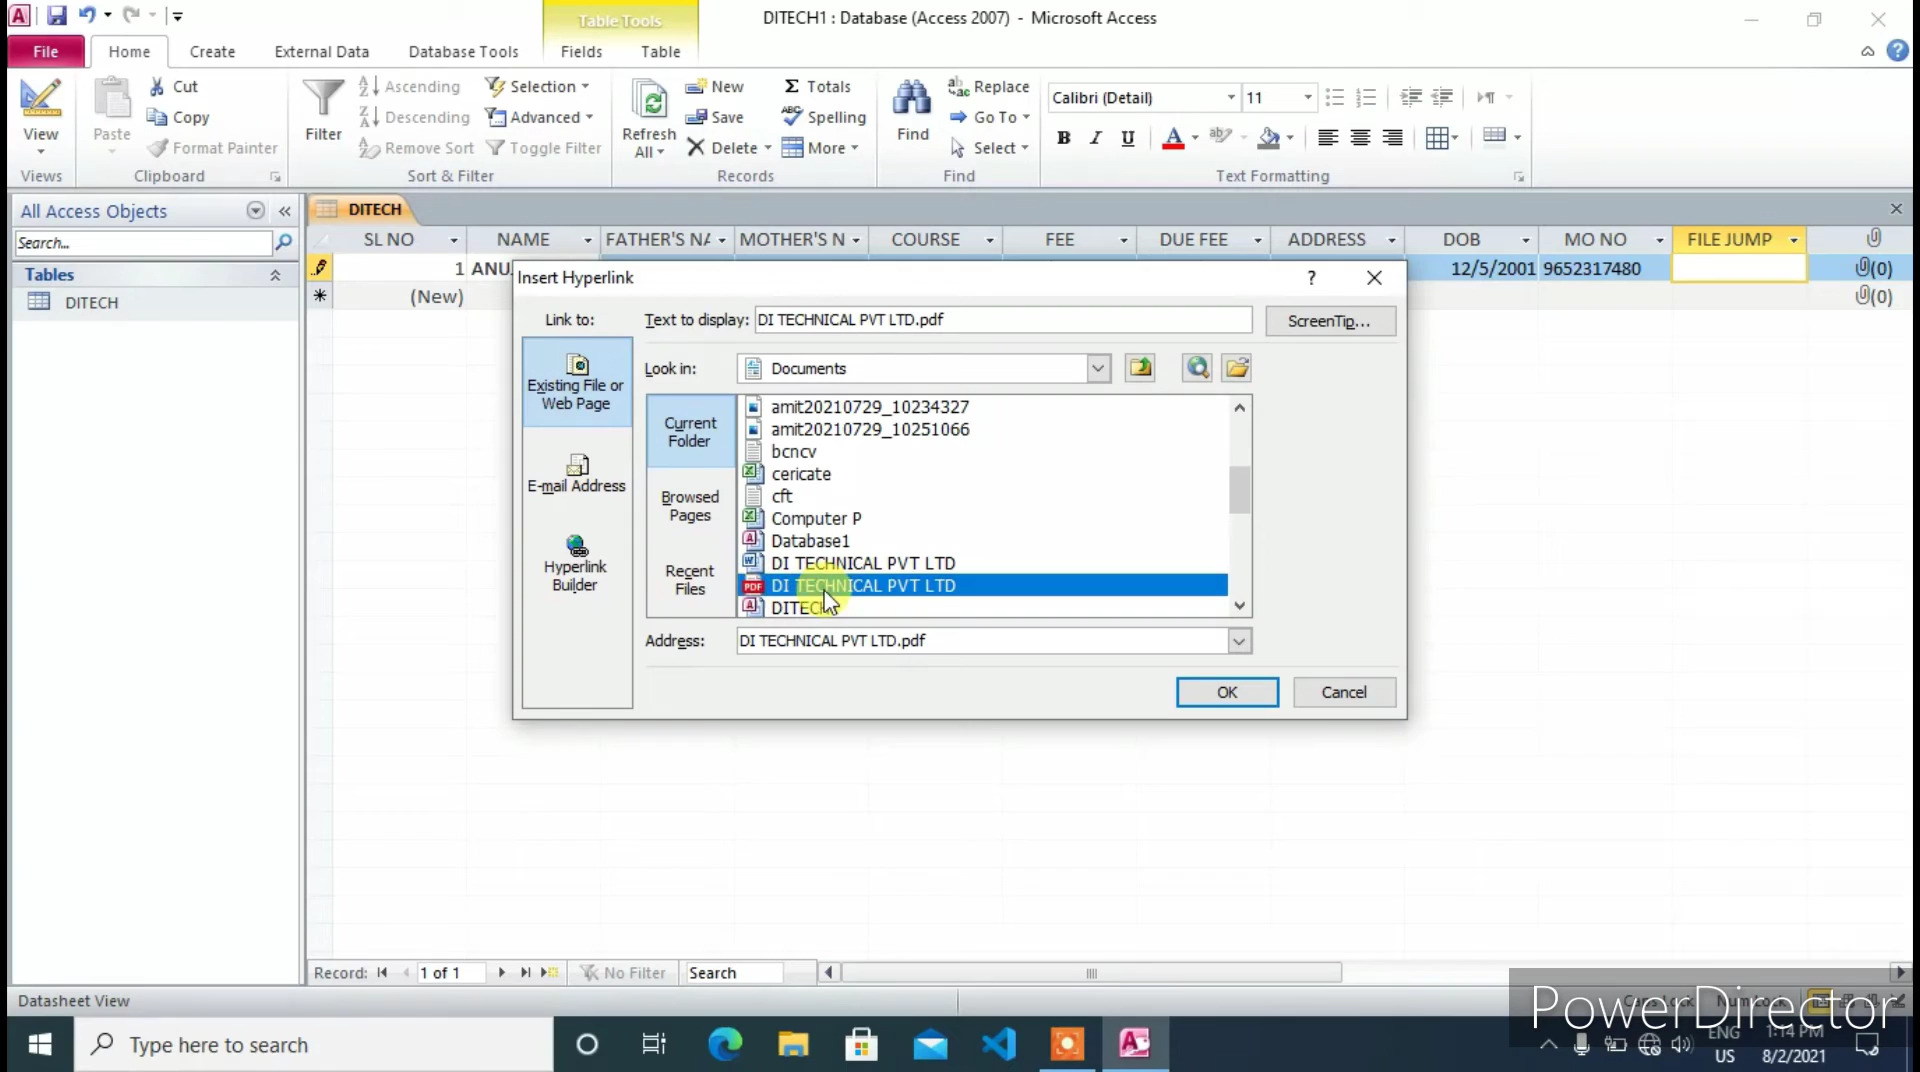 Table Tools
DITECH1 : Database (Access 2007) - Microsoft Access
File Home Create External Data Database Tools Fields Table
View
Views
Paste
Cut
Copy
Format Painter
Clipboard
Filter
Ascending
Descending
Remove Sort
Selection
Advanced
Toggle Filter
Sort & Filter
Refresh
All
New
Save
Delete
Totals
Spelling
More
Records
Find
Replace
Go To
Select
Find
Calibri (Detail) 11
B I U A
Text Formatting
All Access Objects
Search...
Tables
DITECH
DITECH
SL NO NAME FATHER'S NA MOTHER'S N COURSE FEE DUE FEE ADDRESS DOB MO NO FILE JUMP
1 ANU 12/5/2001 9652317480 (0)
(New) (0)
Insert Hyperlink
Link to:
Text to display: DI TECHNICAL PVT LTD.pdf
ScreenTip...
Existing File or
Web Page
E-mail Address
Hyperlink
Builder
Look in: Documents
Current
Folder
Browsed
Pages
Recent
Files
amit20210729_10234327
amit20210729_10251066
bcncv
cericate
cft
Computer P
Database1
DI TECHNICAL PVT LTD
DI TECHNICAL PVT LTD
DITECH
Address: DI TECHNICAL PVT LTD.pdf
OK Cancel
Record: 1 of 1 No Filter Search
Datasheet View
PowerDirector
Type here to search
ENG
US
1:14 PM
8/2/2021